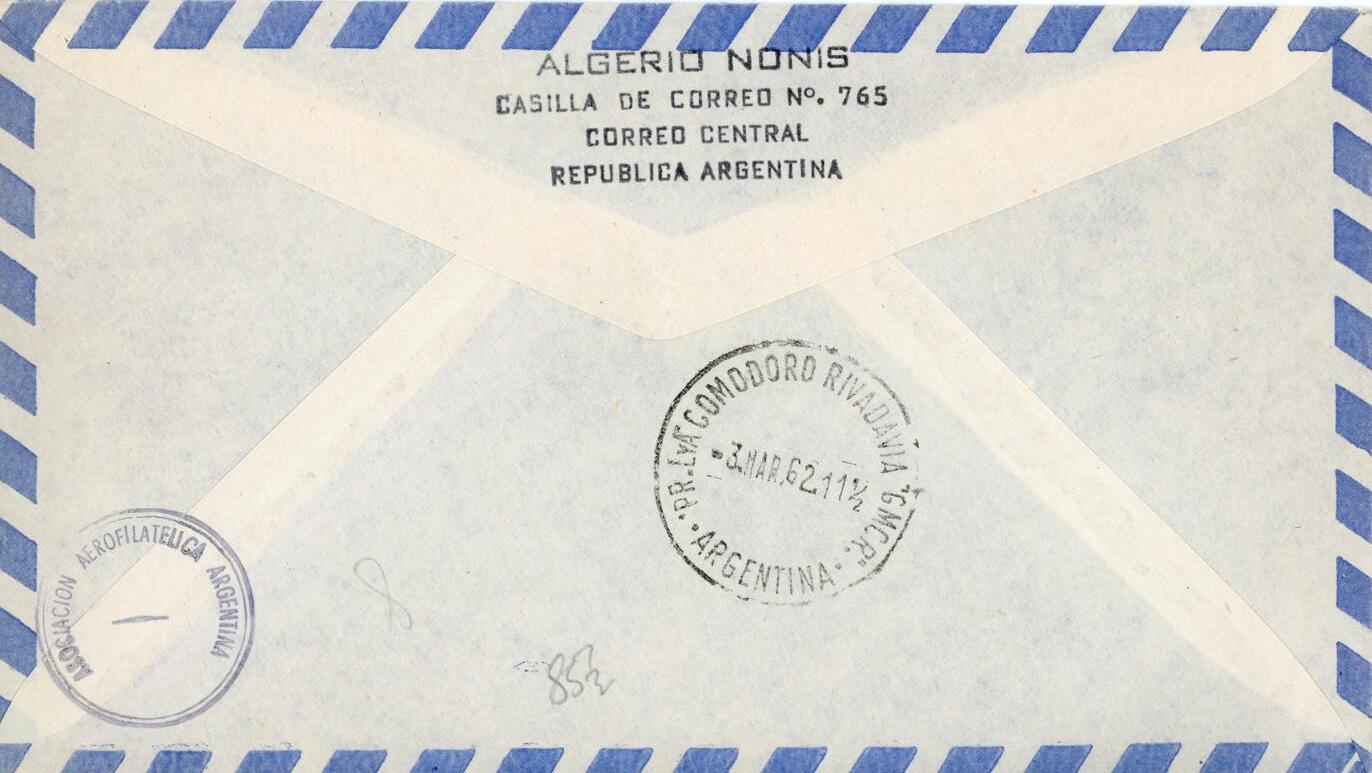 ALGERIO NONIS
CASILLA DE CORREO Nº. 765
CORREO CENTRAL
REPUBLICA ARGENTINA
COMODORO RIVADAVIA "C.M.C.R."
3.MAR.62.11½
ARGENTINA
ASOCIACION AEROFILATELICA ARGENTINA
8